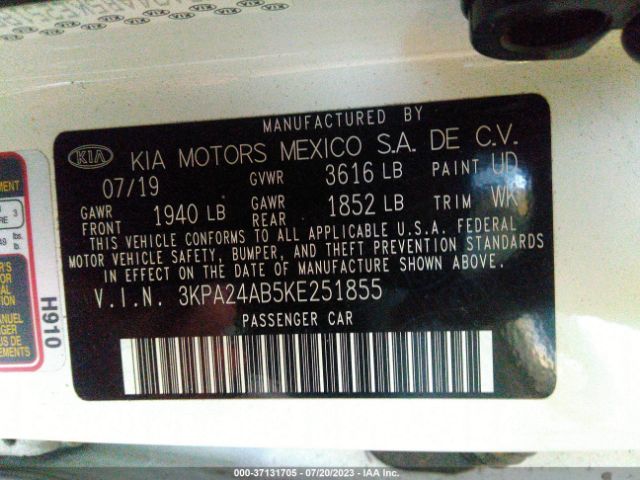 MANUFACTURED BY
KIA KIA MOTORS MEXICO S.A. DE C.V.
07/19 GVWR 3616 LB PAINT UD
GAWR FRONT 1940 LB GAWR REAR 1852 LB TRIM WK
THIS VEHICLE CONFORMS TO ALL APPLICABLE U.S.A. FEDERAL
MOTOR VEHICLE SAFETY, BUMPER, AND THEFT PREVENTION STANDARDS
IN EFFECT ON THE DATE OF MANUFACTURE SHOWN ABOVE.
V.I.N. 3KPA24AB5KE251855
PASSENGER CAR
H910
000-37131705 / 07/20/2023 / IAA Inc.